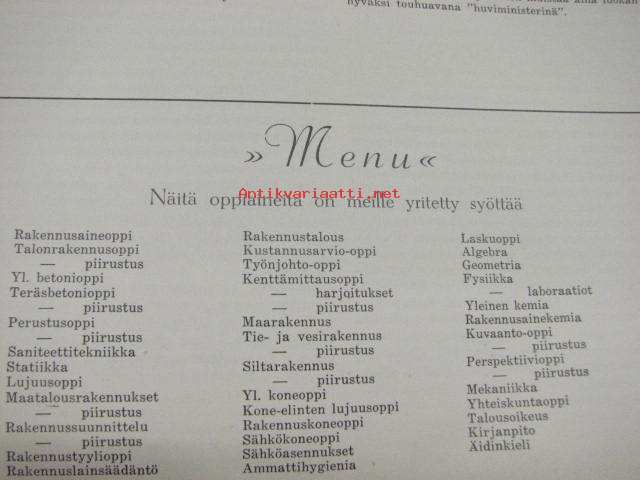 hyväksi touhuavana "huviministerinä".
»Menu«
Antikvariaatti.net
Näitä oppiaineita on meille yritetty syöttää
Rakennusaineoppi
Talonrakennusoppi
— piirustus
Yl. betonioppi
Teräsbetonioppi
— piirustus
Perustusoppi
— piirustus
Saniteettitekniikka
Statiikka
Lujuusoppi
Maatalousrakennukset
— piirustus
Rakennussuunnittelu
— piirustus
Rakennustyylioppi
Rakennuslainsäädäntö
Rakennustalous
Kustannusarvio-oppi
Työnjohto-oppi
Kenttämittausoppi
— harjoitukset
— piirustus
Maarakennus
Tie- ja vesirakennus
— piirustus
Siltarakennus
— piirustus
Yl. koneoppi
Kone-elinten lujuusoppi
Rakennuskoneoppi
Sähkökoneoppi
Sähköasennukset
Ammattihygienia
Laskuoppi
Algebra
Geometria
Fysiikka
— laboraatiot
Yleinen kemia
Rakennusainekemia
Kuvaanto-oppi
— piirustus
Perspektiivioppi
— piirustus
Mekaniikka
Yhteiskuntaoppi
Talousoikeus
Kirjanpito
Äidinkieli